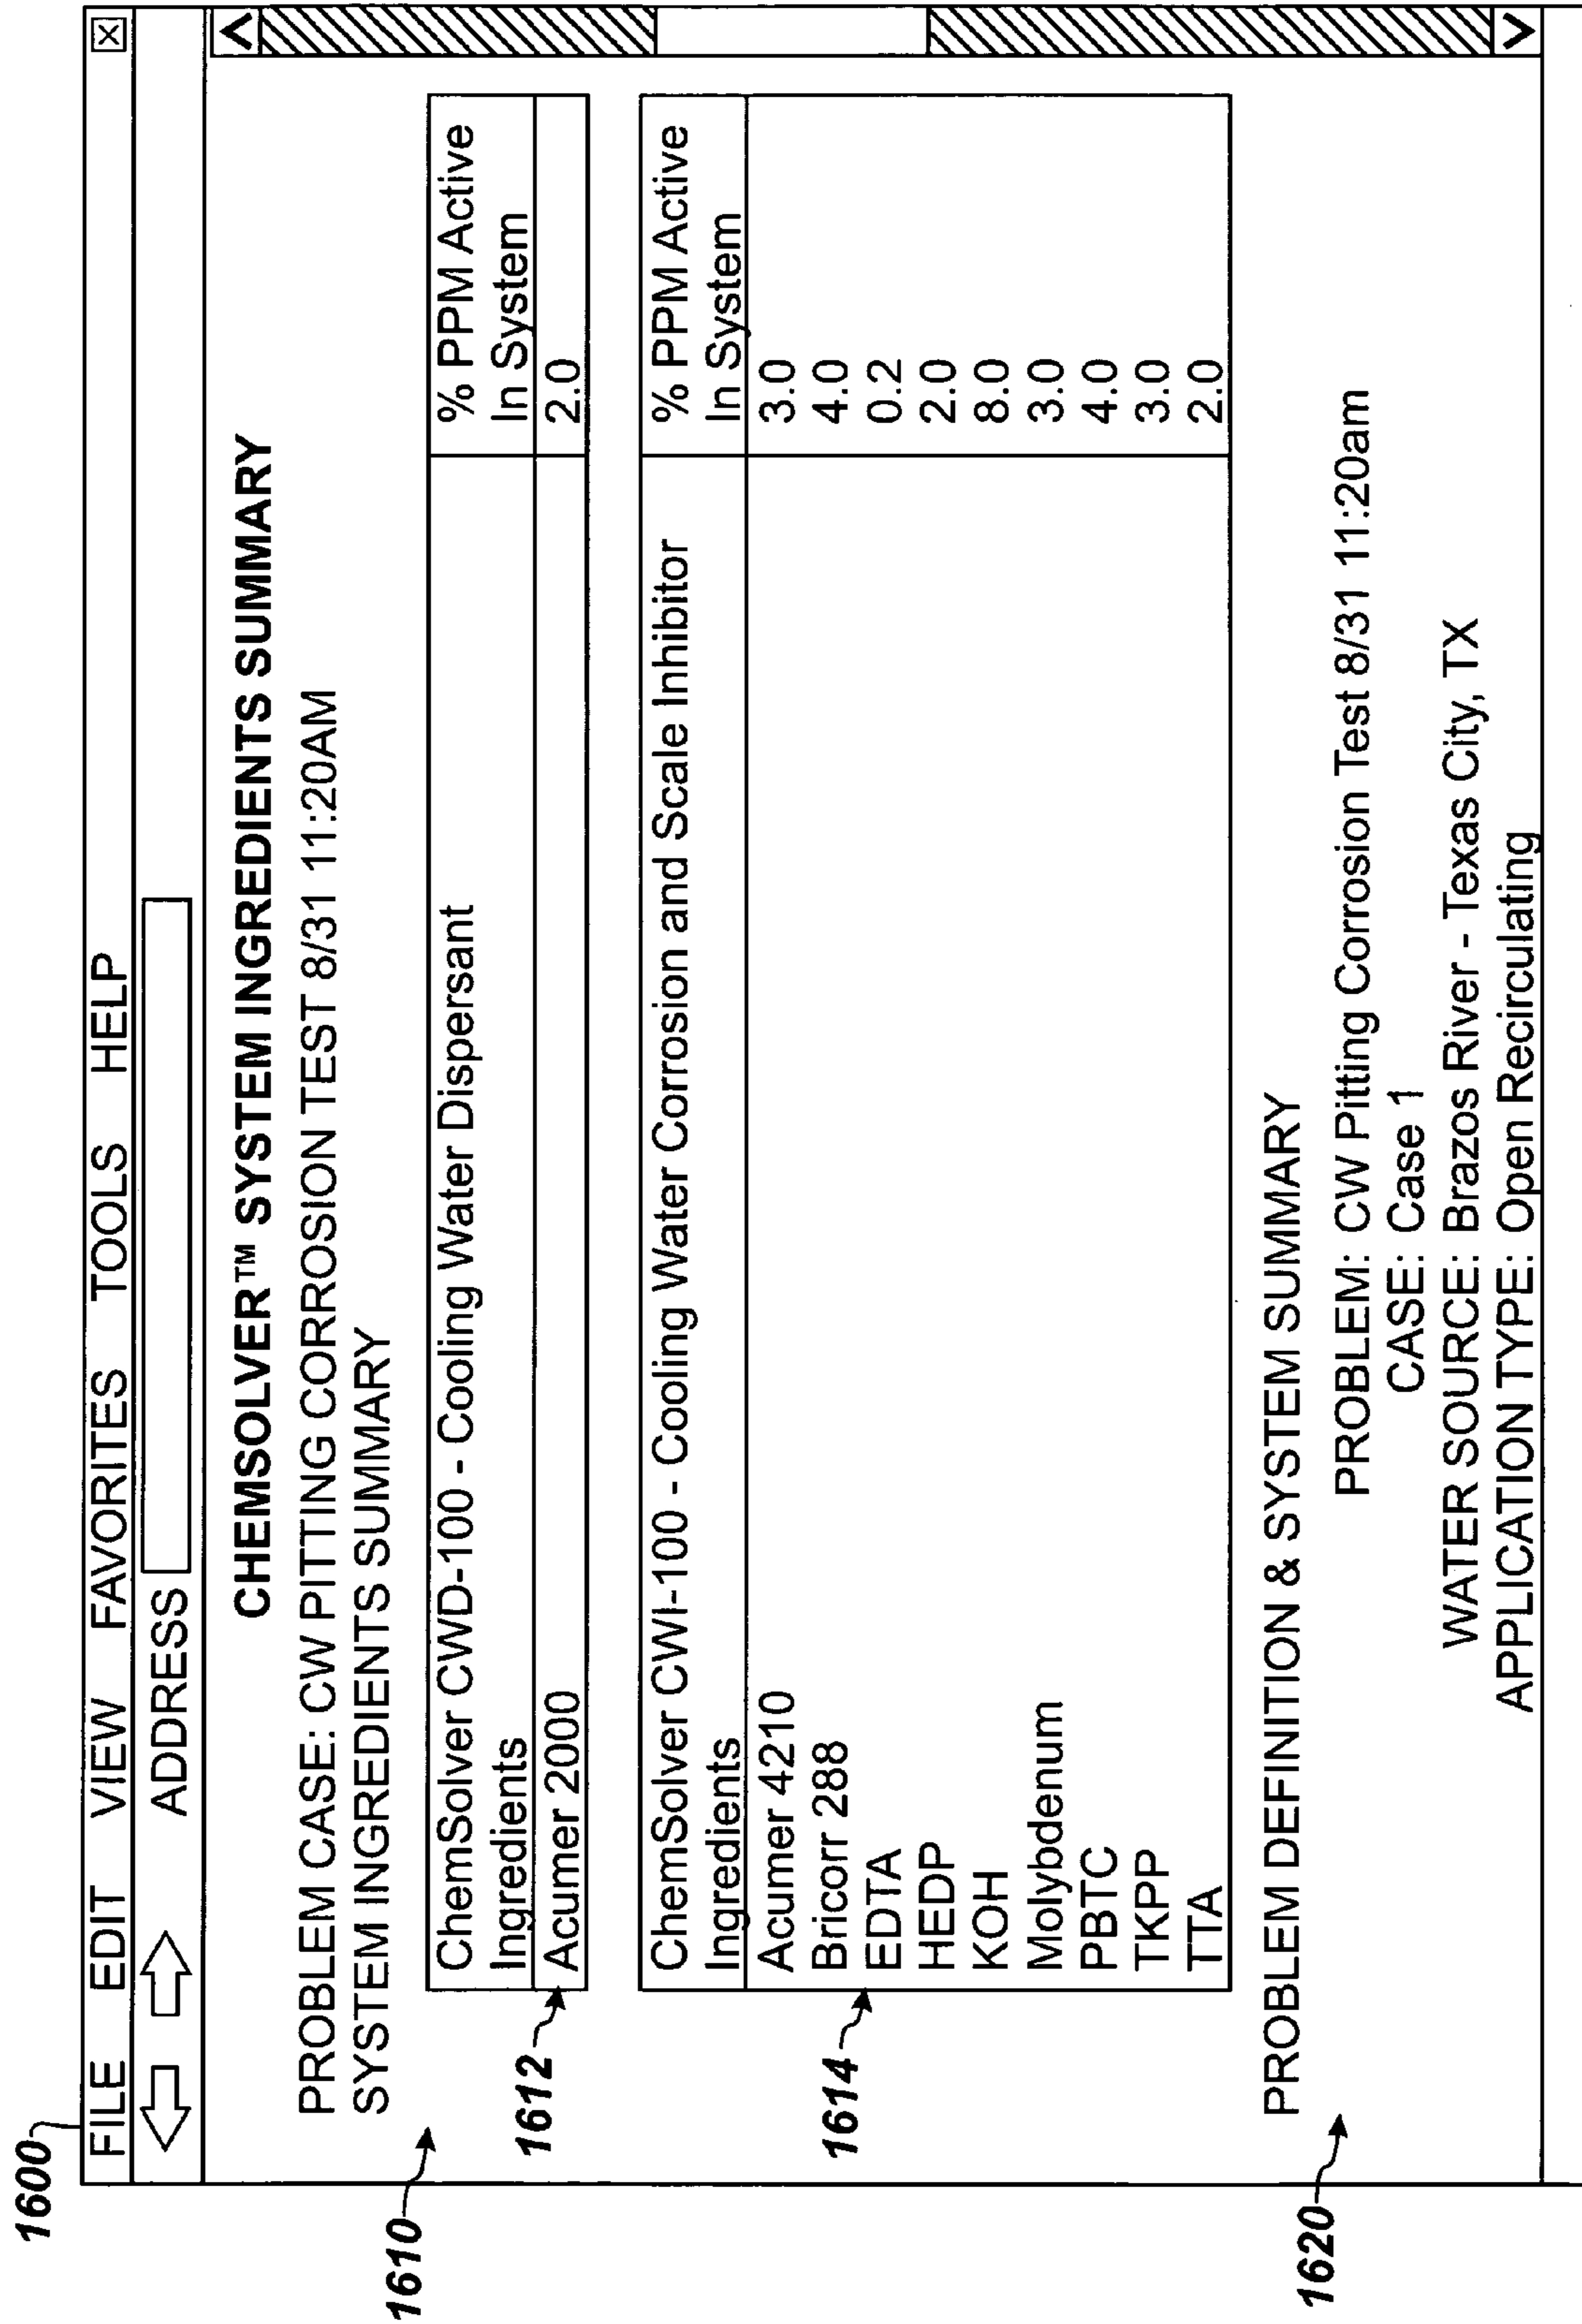 1600
FILE EDIT VIEW FAVORITES TOOLS HELP
ADDRESS
CHEMSOLVER™ SYSTEM INGREDIENTS SUMMARY
PROBLEM CASE: CW PITTING CORROSION TEST 8/31 11:20AM
SYSTEM INGREDIENTS SUMMARY
1610
ChemSolver CWD-100 - Cooling Water Dispersant % PPM Active
Ingredients In System
Acumer 2000 2.0
1612
ChemSolver CWI-100 - Cooling Water Corrosion and Scale Inhibitor % PPM Active
Ingredients In System
Acumer 4210 3.0
Bricorr 288 4.0
EDTA 0.2
HEDP 2.0
KOH 8.0
Molybdenum 3.0
PBTC 4.0
TKPP 3.0
TTA 2.0
1614
PROBLEM DEFINITION & SYSTEM SUMMARY
1620
PROBLEM: CW Pitting Corrosion Test 8/31 11:20am
CASE: Case 1
WATER SOURCE: Brazos River - Texas City, TX
APPLICATION TYPE: Open Recirculating